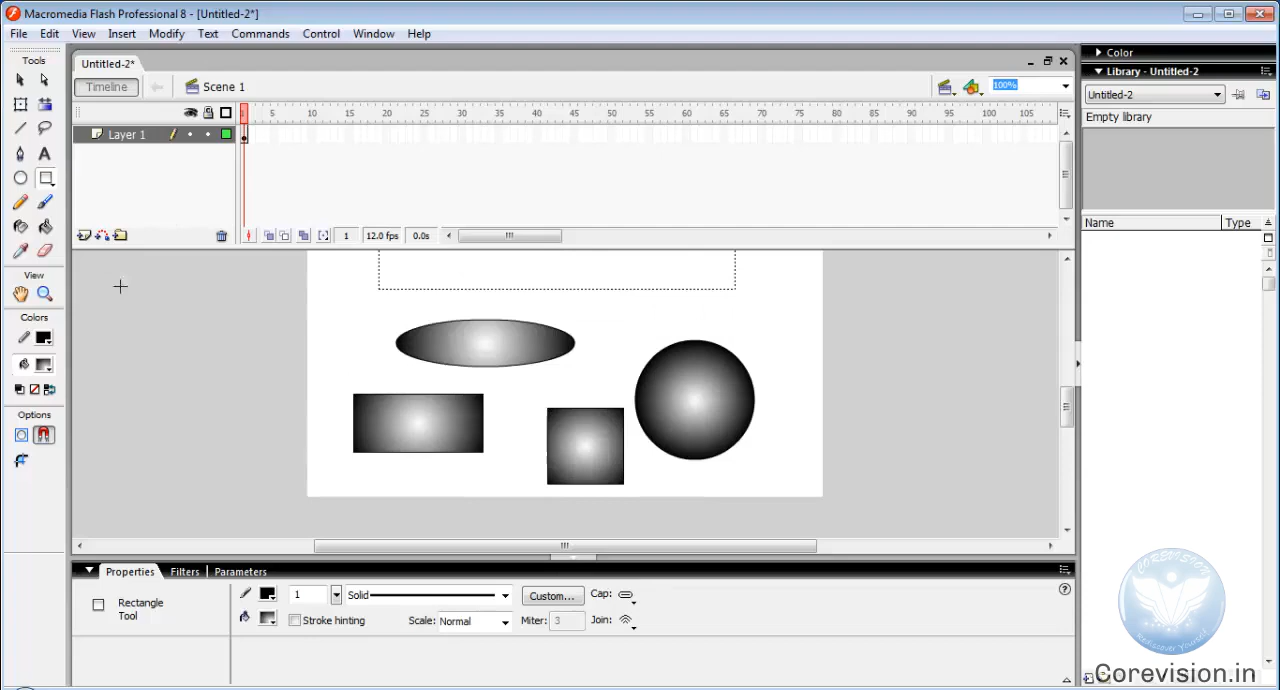 Macromedia Flash Professional 8 - [Untitled-2*]
File Edit View Insert Modify Text Commands Control Window Help
Tools
Untitled-2*
Timeline
Scene 1
100%
1 5 10 15 20 25 30 35 40 45 50 55 60 65 70 75 80 85 90 95 100 105
Layer 1
1 12.0 fps 0.0s
View
Colors
Options
Color
Library - Untitled-2
Untitled-2
Empty library
Name Type
Properties Filters Parameters
Rectangle
Tool
1 Solid Custom... Cap:
Stroke hinting Scale: Normal Miter: 3 Join:
COREVISION
Rediscover Yourself
Corevision.in